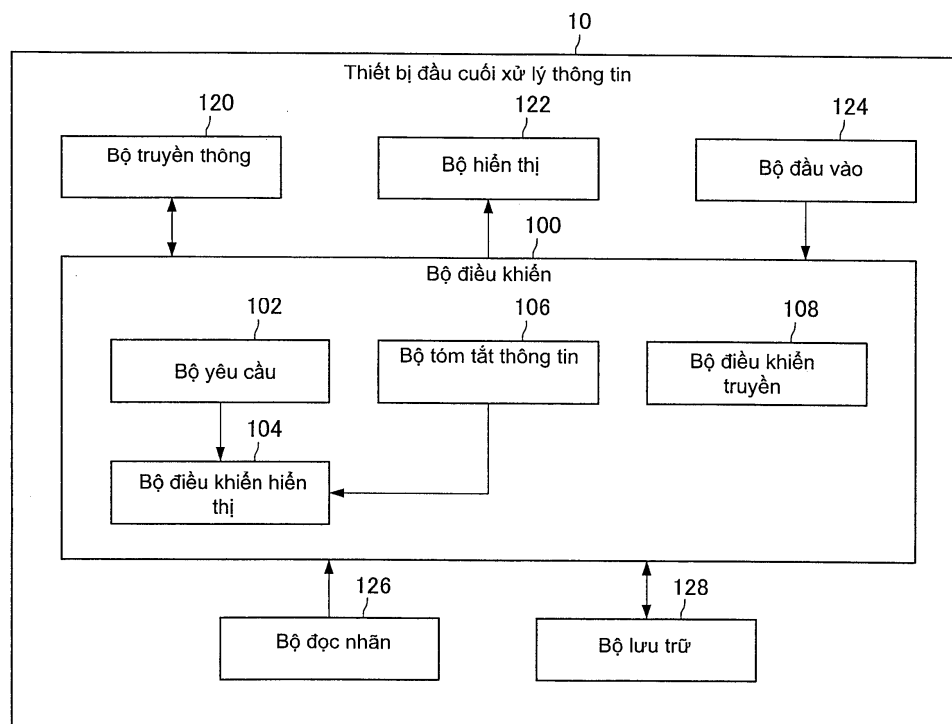 10
Thiết bị đầu cuối xử lý thông tin
120
122
124
Bộ truyền thông
Bộ hiển thị
Bộ đầu vào
100
Bộ điều khiển
102
106
108
Bộ yêu cầu
Bộ tóm tắt thông tin
Bộ điều khiển
truyền
104
Bộ điều khiển hiển
thị
126
128
Bộ đọc nhãn
Bộ lưu trữ